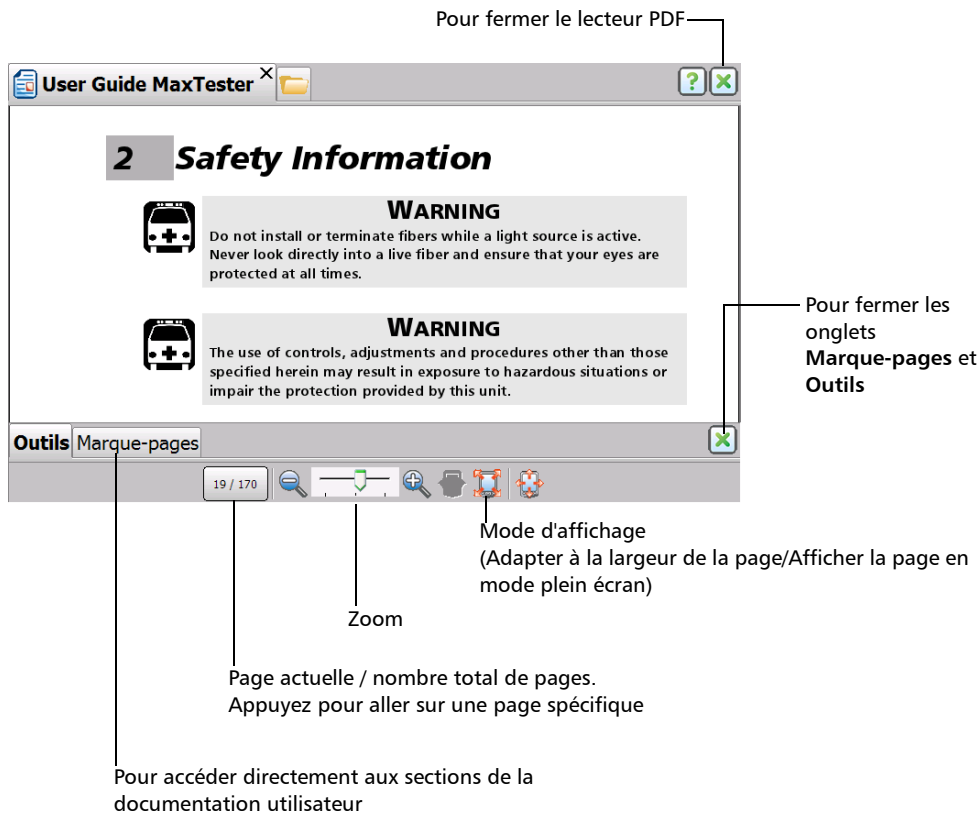 Pour fermer le lecteur PDF
User Guide MaxTester
2 Safety Information
WARNING
Do not install or terminate fibers while a light source is active.
Never look directly into a live fiber and ensure that your eyes are
protected at all times.
WARNING
The use of controls, adjustments and procedures other than those
specified herein may result in exposure to hazardous situations or
impair the protection provided by this unit.
Pour fermer les
onglets
Marque-pages et
Outils
Outils Marque-pages
19 / 170
Mode d'affichage
(Adapter à la largeur de la page/Afficher la page en
mode plein écran)
Zoom
Page actuelle / nombre total de pages.
Appuyez pour aller sur une page spécifique
Pour accéder directement aux sections de la
documentation utilisateur